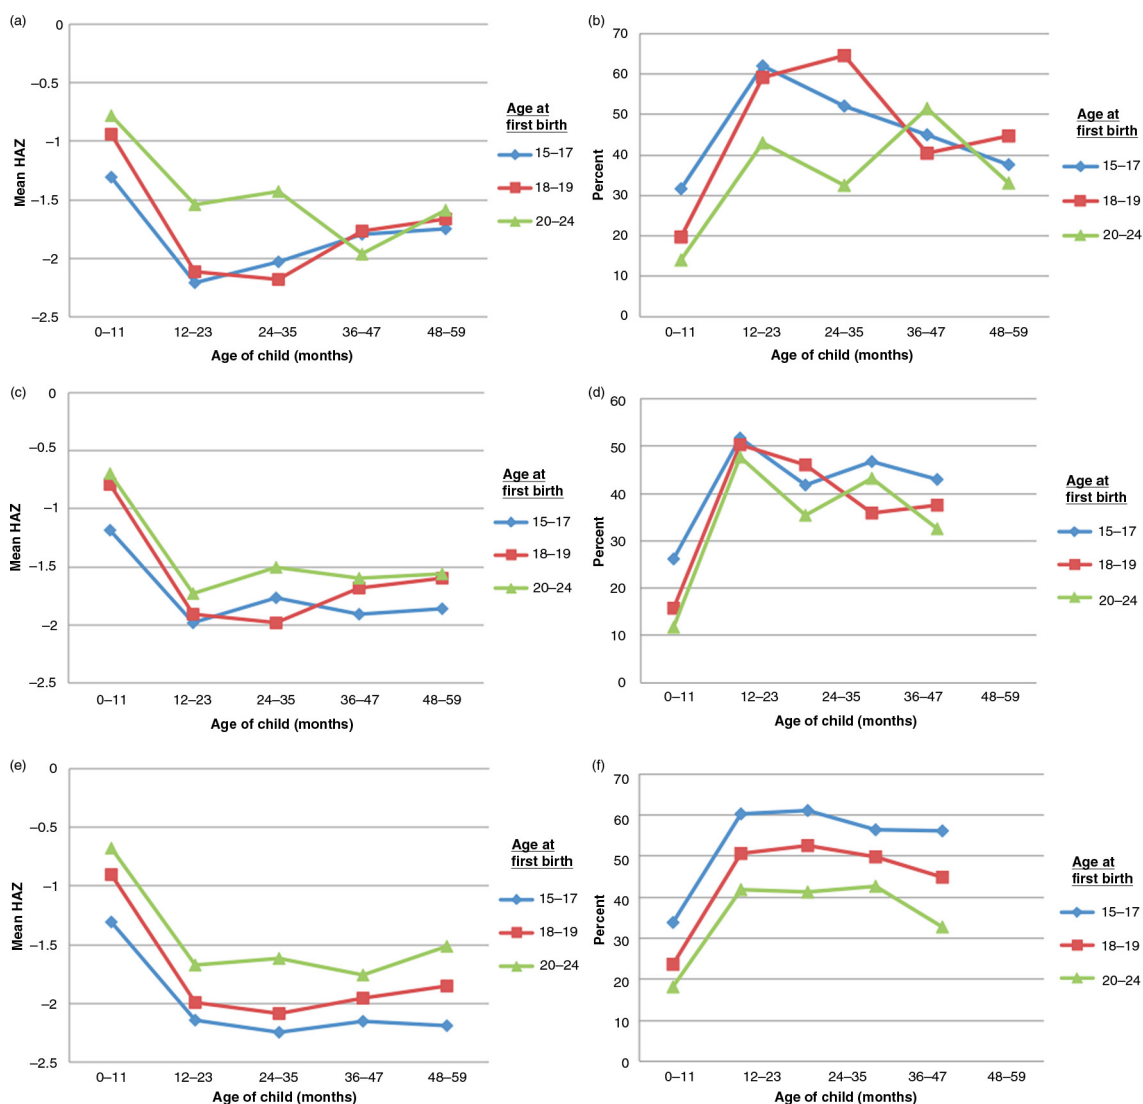 (a)
0
–0.5
–1
–1.5
–2
–2.5
Mean HAZ
0–11 12–23 24–35 36–47 48–59
Age of child (months)
Age at
first birth
15–17
18–19
20–24
(b)
70
60
50
40
30
20
10
0
Percent
0–11 12–23 24–35 36–47 48–59
Age of child (months)
Age at
first birth
15–17
18–19
20–24
(c)
0
–0.5
–1
–1.5
–2
–2.5
Mean HAZ
0–11 12–23 24–35 36–47 48–59
Age of child (months)
Age at
first birth
15–17
18–19
20–24
(d)
60
50
40
30
20
10
0
Percent
0–11 12–23 24–35 36–47 48–59
Age of child (months)
Age at
first birth
15–17
18–19
20–24
(e)
0
–0.5
–1
–1.5
–2
–2.5
Mean HAZ
0–11 12–23 24–35 36–47 48–59
Age of child (months)
Age at
first birth
15–17
18–19
20–24
(f)
70
60
50
40
30
20
10
0
Percent
0–11 12–23 24–35 36–47 48–59
Age of child (months)
Age at
first birth
15–17
18–19
20–24